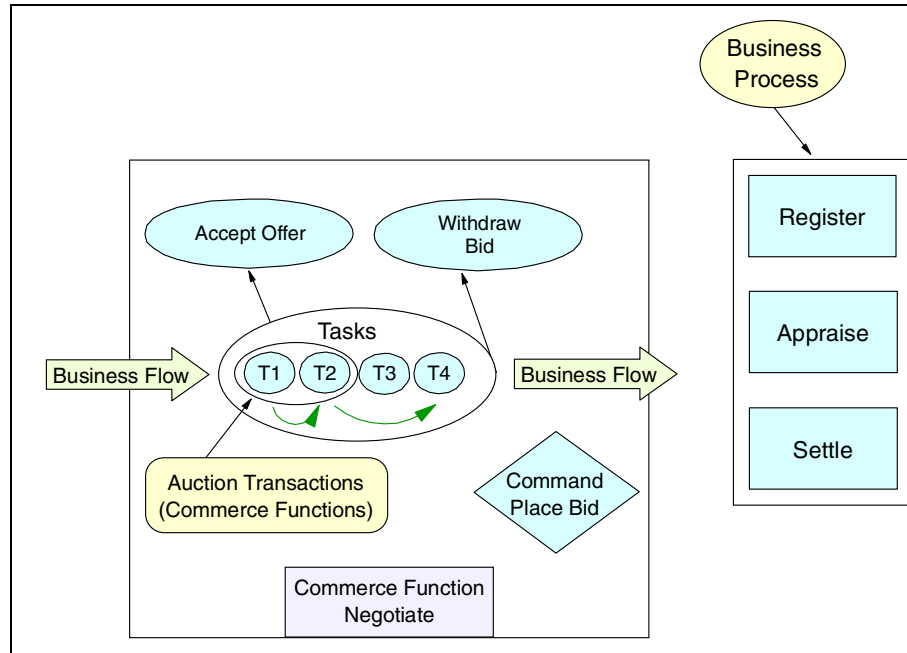 Business
Process
Register
Appraise
Settle
Accept Offer
Withdraw
Bid
Tasks
T1 T2 T3 T4
Business Flow
Business Flow
Auction Transactions
(Commerce Functions)
Command
Place Bid
Commerce Function
Negotiate